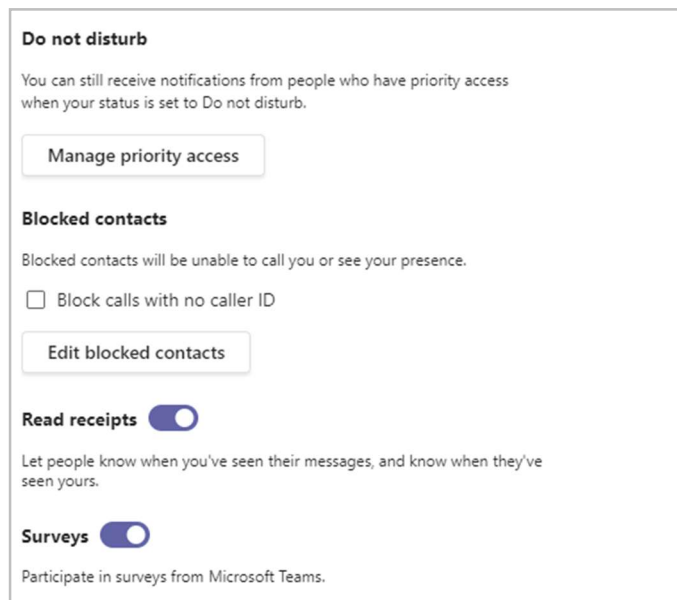 Do not disturb
You can still receive notifications from people who have priority access
when your status is set to Do not disturb.
Manage priority access
Blocked contacts
Blocked contacts will be unable to call you or see your presence.
Block calls with no caller ID
Edit blocked contacts
Read receipts
Let people know when you've seen their messages, and know when they've
seen yours.
Surveys
Participate in surveys from Microsoft Teams.